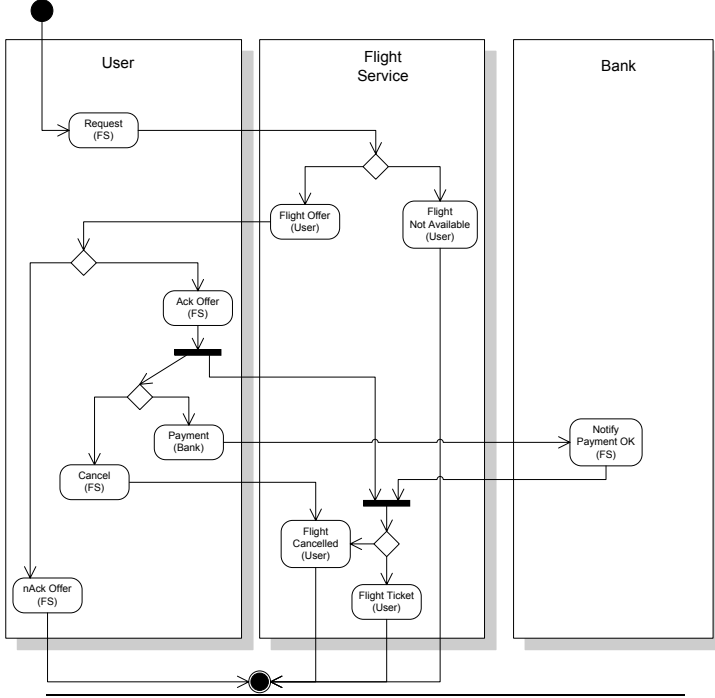 User
Flight
Service
Bank
Request
(FS)
Flight Offer
(User)
Flight
Not Available
(User)
Ack Offer
(FS)
Payment
(Bank)
Notify
Payment OK
(FS)
Cancel
(FS)
Flight
Cancelled
(User)
nAck Offer
(FS)
Flight Ticket
(User)